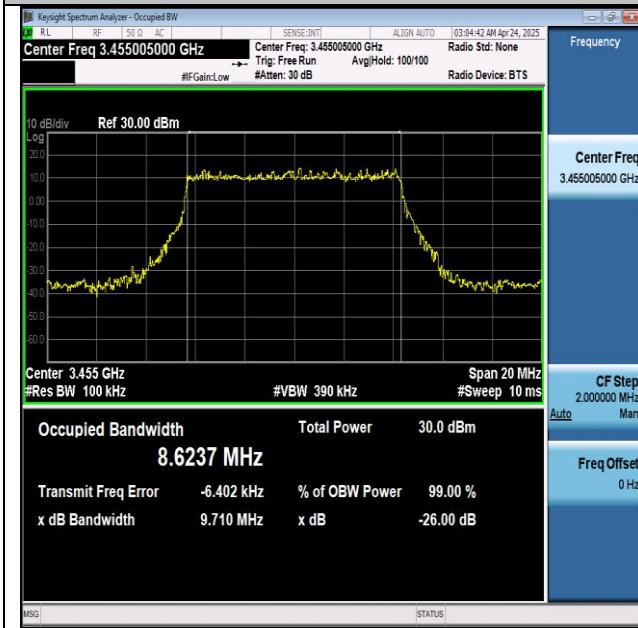 Keysight Spectrum Analyzer - Occupied BW
RL RF 50 Ω AC SENSE:INT ALIGN AUTO 03:04:42 AM Apr 24, 2025
Center Freq 3.455005000 GHz
Center Freq: 3.455005000 GHz
Radio Std: None
Trig: Free Run Avg|Hold: 100/100
#IFGain:Low
#Atten: 30 dB
Radio Device: BTS
10 dB/div Ref 30.00 dBm
Log
20.0
10.0
0.00
-10.0
-20.0
-30.0
-40.0
-50.0
-60.0
Center 3.455 GHz
Span 20 MHz
#Res BW 100 kHz
#VBW 390 kHz
#Sweep 10 ms
Occupied Bandwidth
Total Power 30.0 dBm
8.6237 MHz
Transmit Freq Error -6.402 kHz
% of OBW Power 99.00 %
x dB Bandwidth 9.710 MHz
x dB -26.00 dB
MSG
STATUS
Frequency
Center Freq
3.455005000 GHz
CF Step
2.000000 MHz
Auto Man
Freq Offset
0 Hz